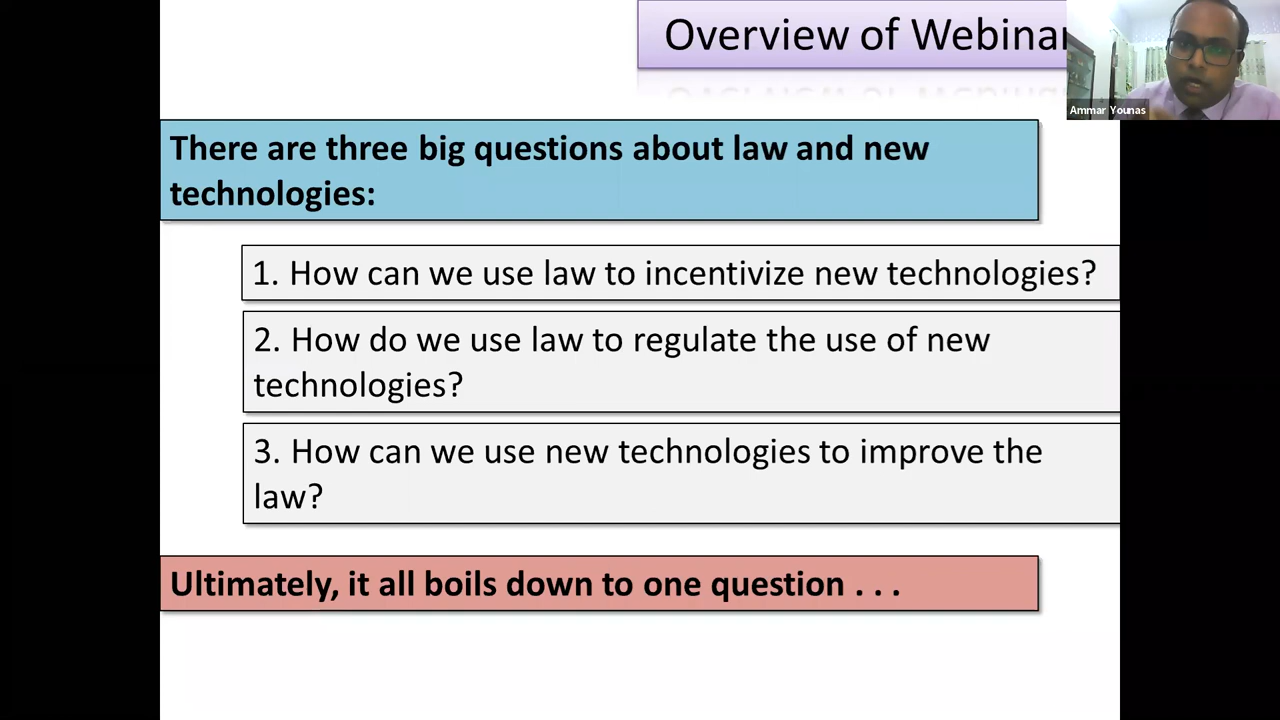 Overview of Webinar
Ammar Younas
There are three big questions about law and new
technologies:
1. How can we use law to incentivize new technologies?
2. How do we use law to regulate the use of new
technologies?
3. How can we use new technologies to improve the
law?
Ultimately, it all boils down to one question . . .